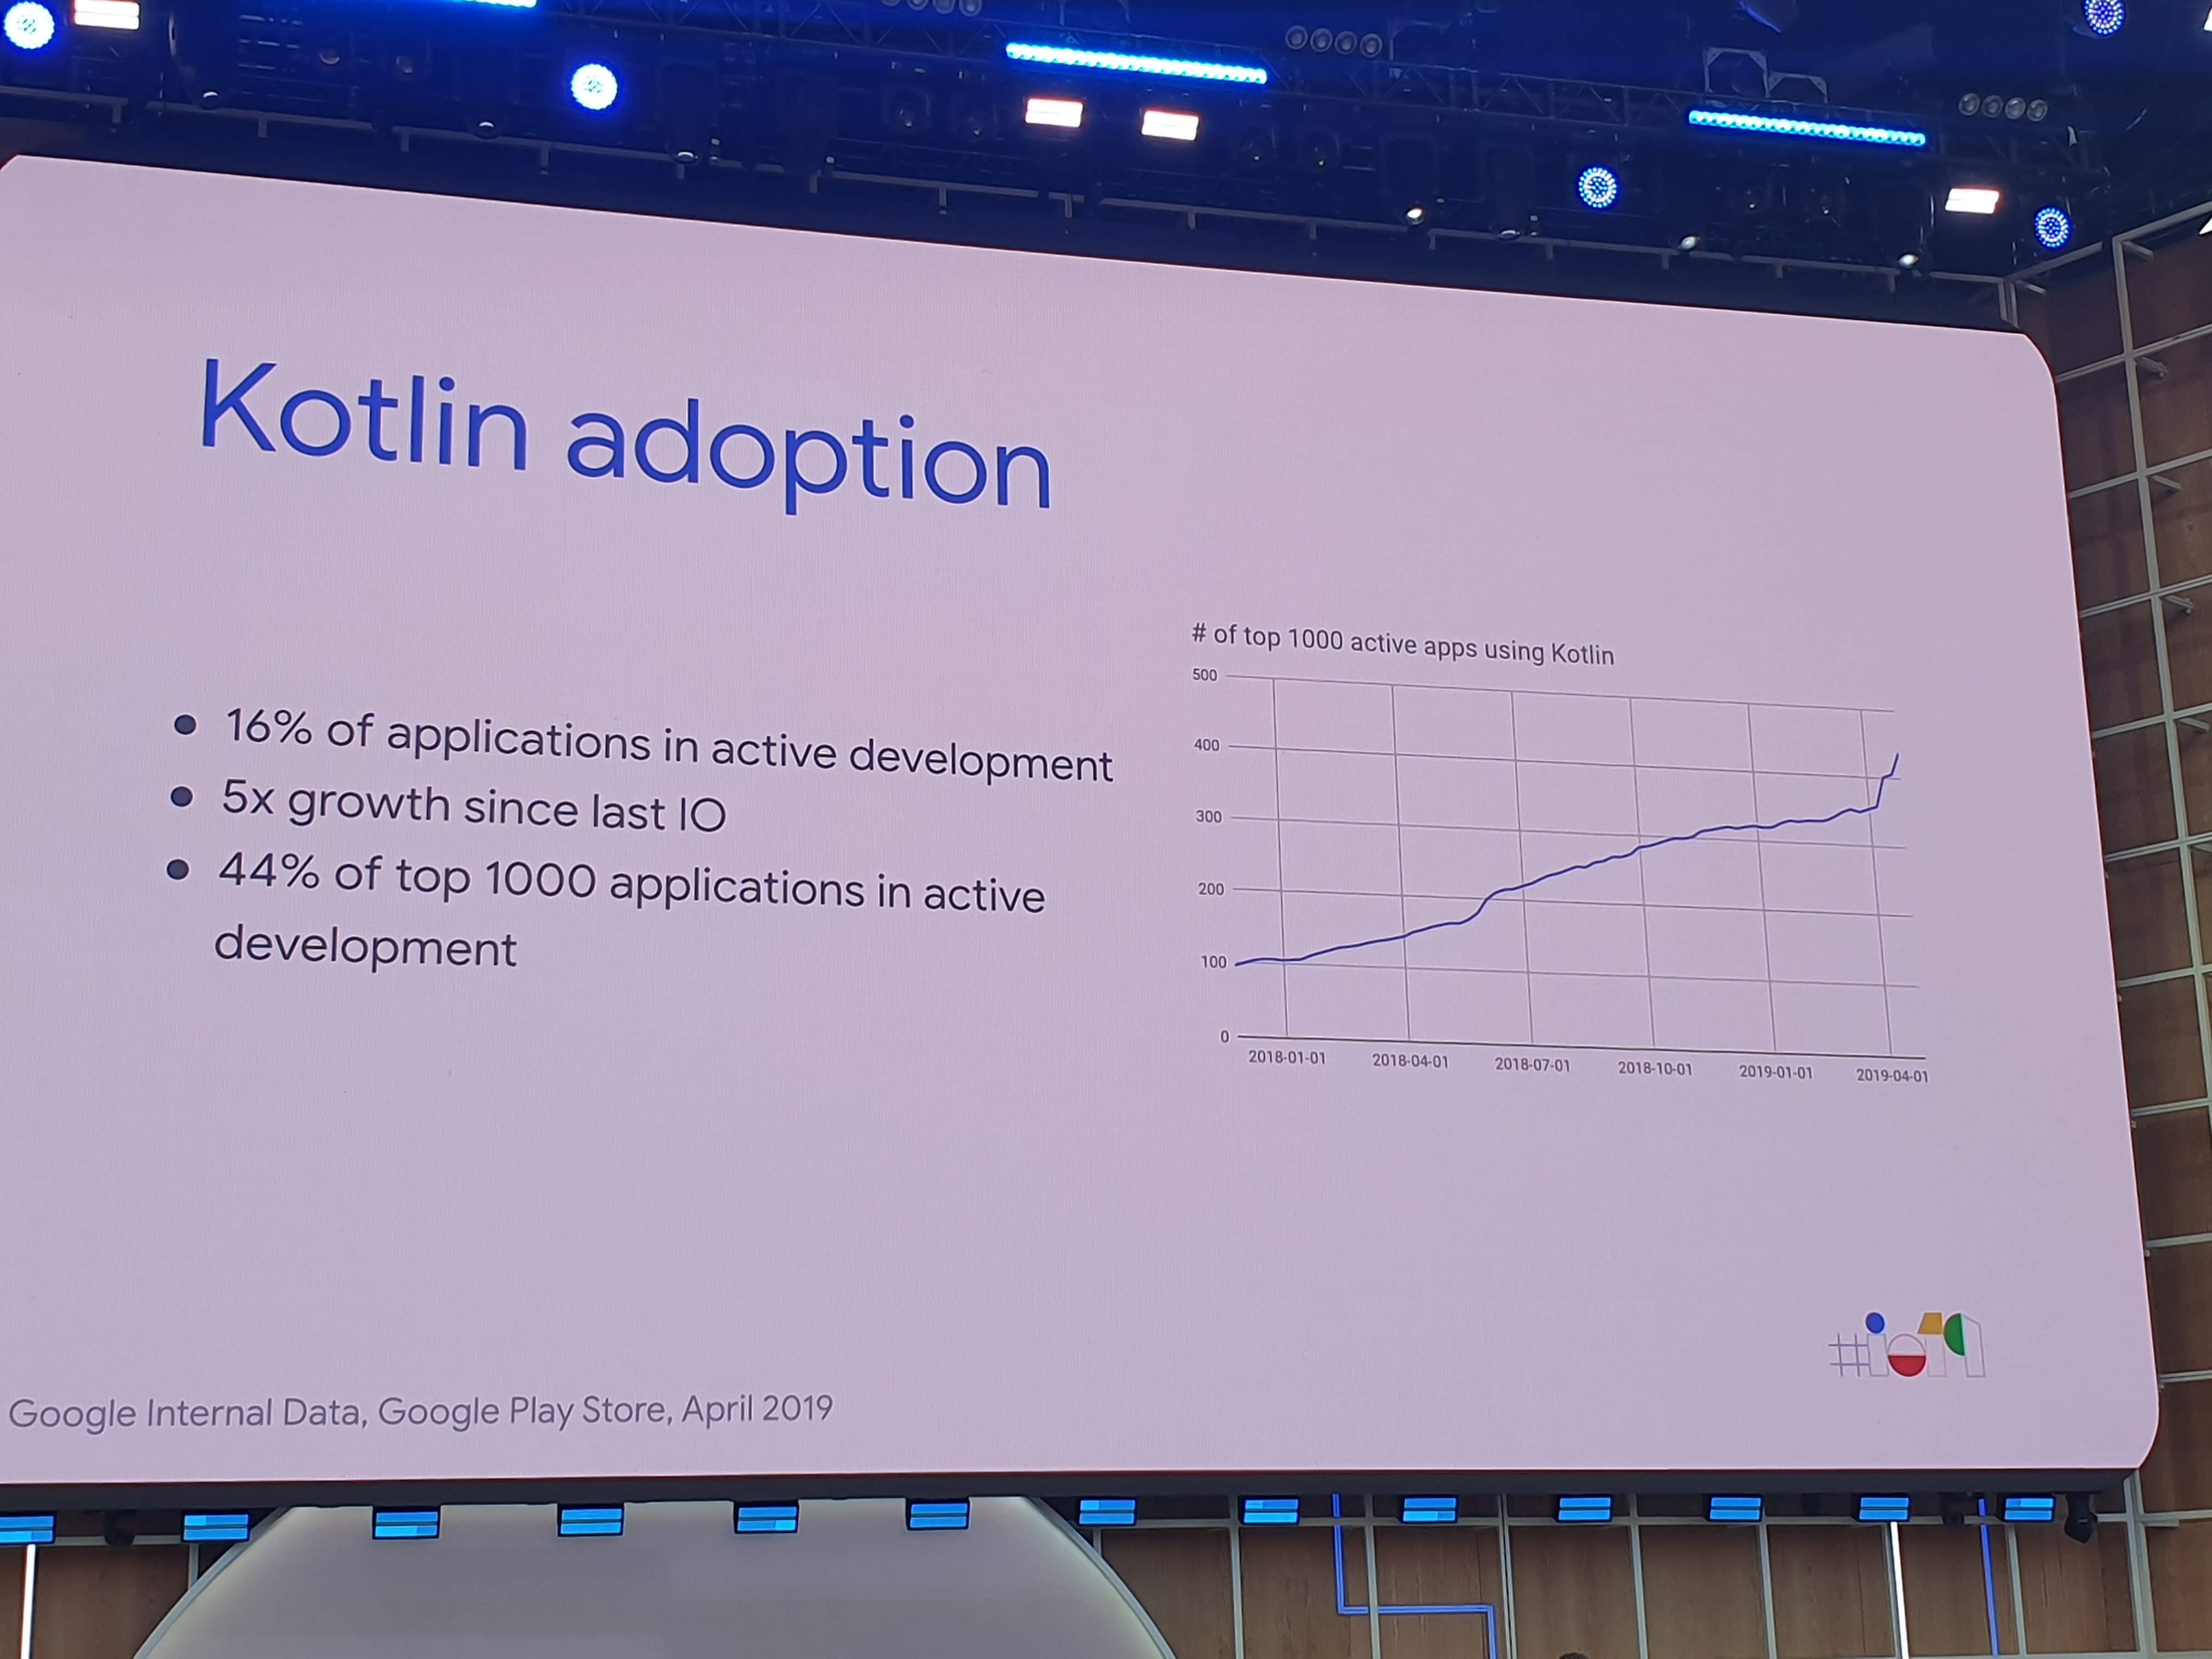 Kotlin adoption
• 16% of applications in active development
• 5x growth since last IO
• 44% of top 1000 applications in active
development
# of top 1000 active apps using Kotlin
500
400
300
200
100
0
2018-01-01 2018-04-01 2018-07-01 2018-10-01 2019-01-01 2019-04-01
#io19
Google Internal Data, Google Play Store, April 2019